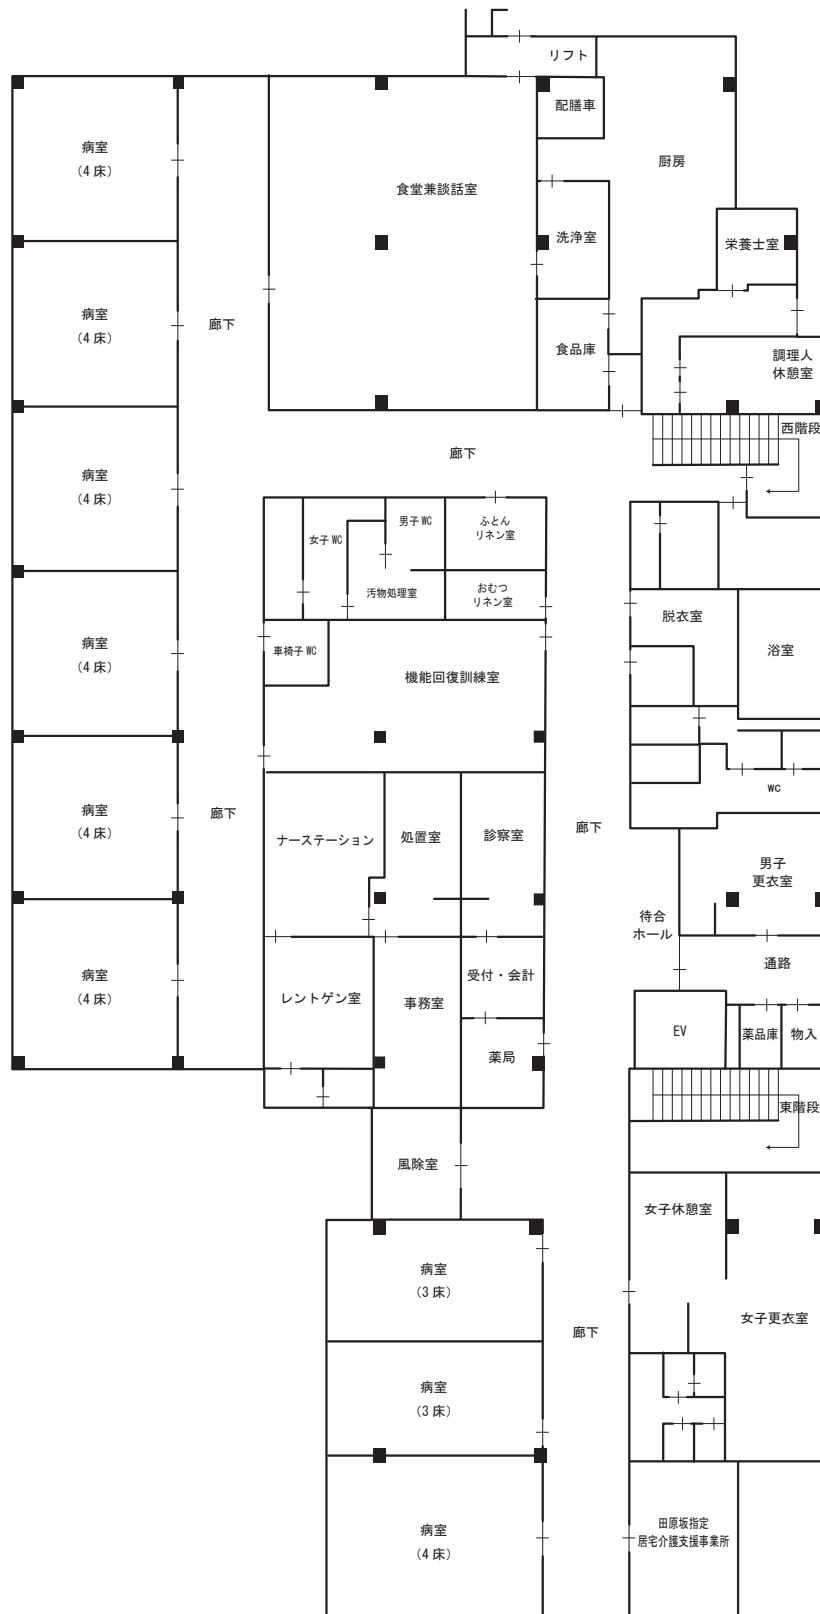 リフト
配膳車
厨房
病室
（4 床）
食堂兼談話室
洗浄室
栄養士室
病室
（4 床）
廊下
食品庫
調理人
休憩室
西階段
廊下
病室
（4 床）
男子 WC
ふとん
リネン室
女子 WC
汚物処理室
おむつ
リネン室
脱衣室
浴室
病室
（4 床）
車椅子 WC
機能回復訓練室
WC
病室
（4 床）
廊下
ナーステーション
処置室
診察室
廊下
男子
更衣室
待合
ホール
通路
病室
（4 床）
レントゲン室
事務室
受付・会計
EV
薬品庫
物入
薬局
東階段
風除室
女子休憩室
病室
（3 床）
女子更衣室
廊下
病室
（3 床）
病室
（4 床）
田原坂指定
居宅介護支援事業所